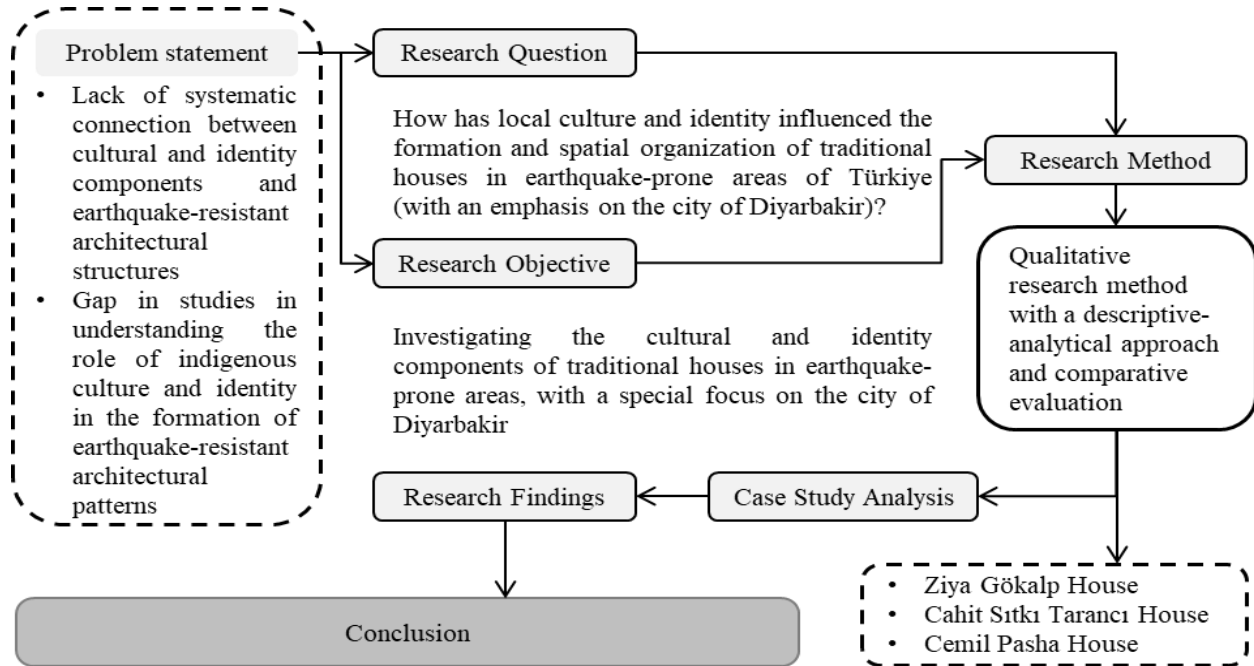 Problem statement
• Lack of systematic
connection between
cultural and identity
components and
earthquake-resistant
architectural
structures
• Gap in studies in
understanding the
role of indigenous
culture and identity
in the formation of
earthquake-resistant
architectural
patterns
Research Question
How has local culture and identity influenced the
formation and spatial organization of traditional
houses in earthquake-prone areas of Türkiye
(with an emphasis on the city of Diyarbakir)?
Research Objective
Investigating the cultural and identity
components of traditional houses in earthquake-
prone areas, with a special focus on the city of
Diyarbakir
Research Method
Qualitative
research method
with a descriptive-
analytical approach
and comparative
evaluation
Case Study Analysis
Research Findings
• Ziya Gökalp House
• Cahit Sıtkı Tarancı House
• Cemil Pasha House
Conclusion